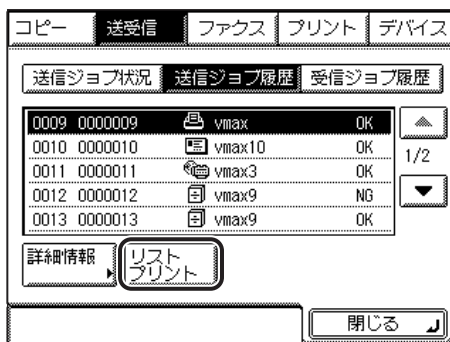 コピー 送受信 ファクス プリント デバイス
送信ジョブ状況 送信ジョブ履歴 受信ジョブ履歴
0009 0000009 vmax OK
0010 0000010 vmax10 OK
1/2
0011 0000011 vmax3 OK
0012 0000012 vmax9 NG
0013 0000013 vmax9 OK
詳細情報
リスト
プリント
閉じる